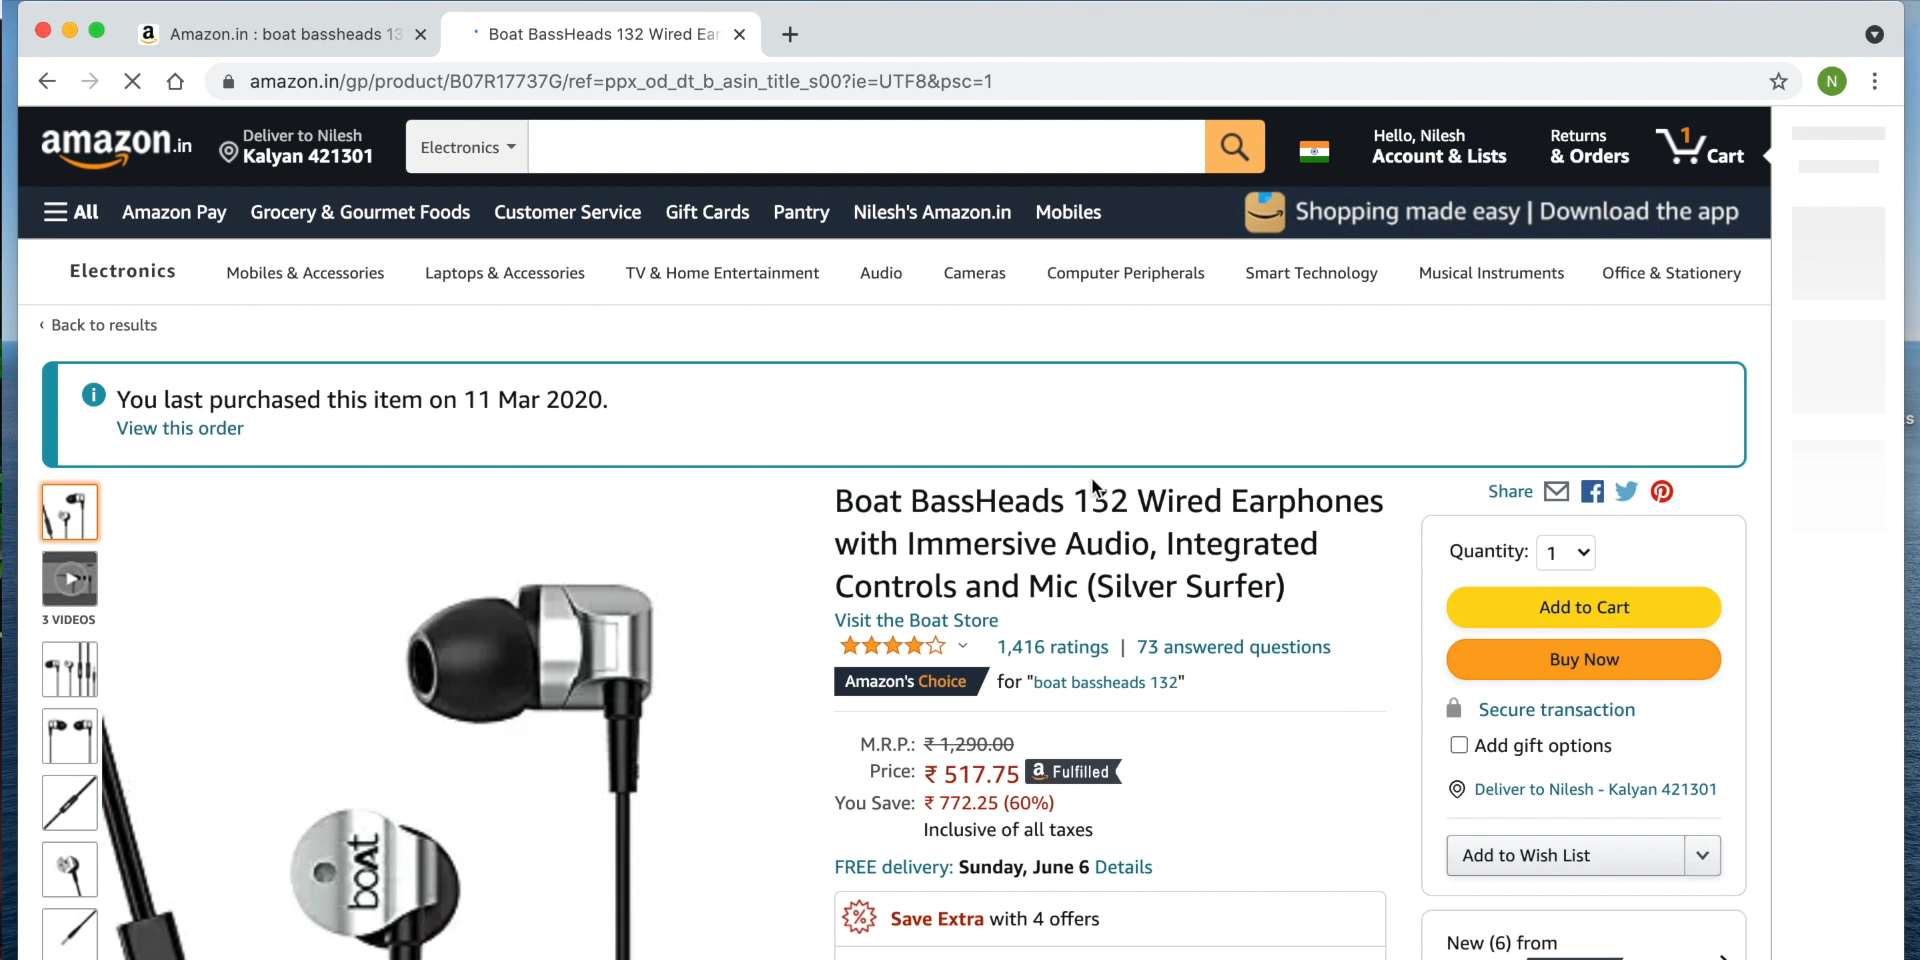 Amazon.in : boat bassheads 13
Boat BassHeads 132 Wired Ear
amazon.in/gp/product/B07R17737G/ref=ppx_od_dt_b_asin_title_s00?ie=UTF8&psc=1
N
amazon.in
Deliver to Nilesh
Kalyan 421301
Electronics
Hello, Nilesh
Account & Lists
Returns
& Orders
1
Cart
All
Amazon Pay
Grocery & Gourmet Foods
Customer Service
Gift Cards
Pantry
Nilesh's Amazon.in
Mobiles
Shopping made easy | Download the app
Electronics
Mobiles & Accessories
Laptops & Accessories
TV & Home Entertainment
Audio
Cameras
Computer Peripherals
Smart Technology
Musical Instruments
Office & Stationery
‹ Back to results
You last purchased this item on 11 Mar 2020.
View this order
3 VIDEOS
boAt
Boat BassHeads 132 Wired Earphones
with Immersive Audio, Integrated
Controls and Mic (Silver Surfer)
Visit the Boat Store
1,416 ratings | 73 answered questions
Amazon's Choice for "boat bassheads 132"
M.R.P.: ₹ 1,290.00
Price: ₹ 517.75 a Fulfilled
You Save: ₹ 772.25 (60%)
Inclusive of all taxes
FREE delivery: Sunday, June 6 Details
Save Extra with 4 offers
Share
Quantity: 1
Add to Cart
Buy Now
Secure transaction
Add gift options
Deliver to Nilesh - Kalyan 421301
Add to Wish List
New (6) from